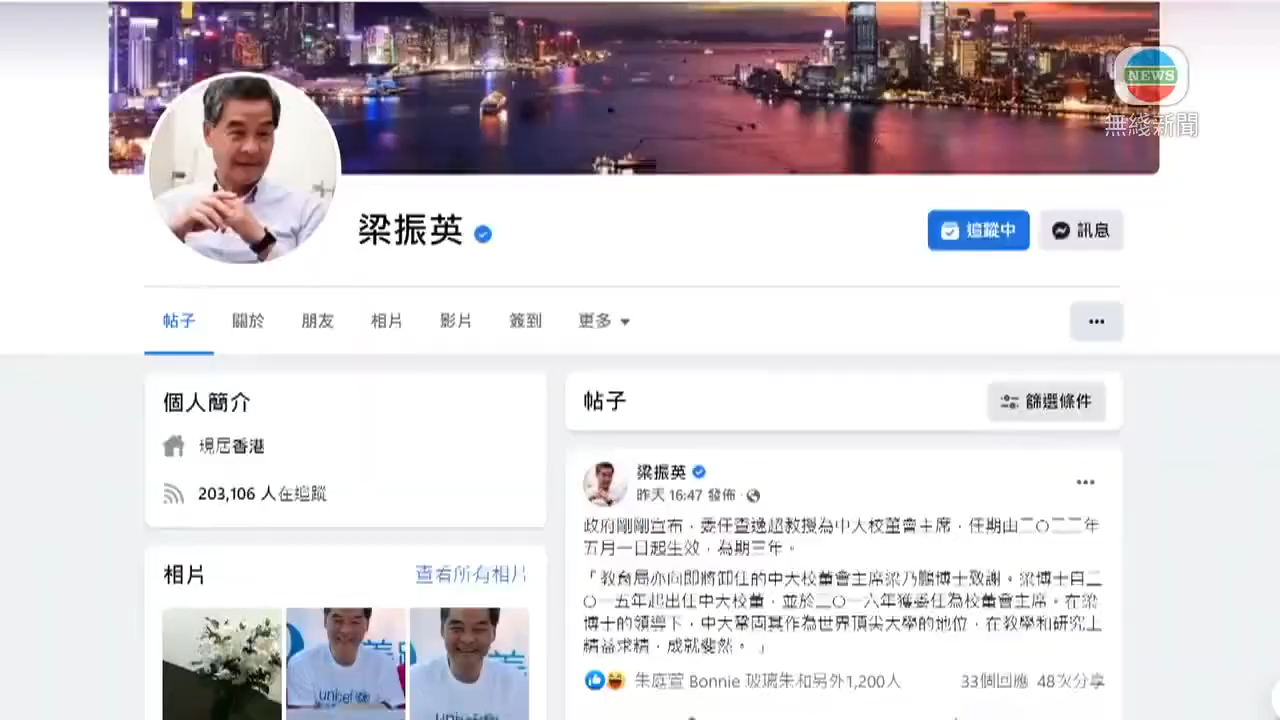 NEWS
無綫新聞
梁振英
追蹤中
訊息
帖子 關於 朋友 相片 影片 簽到 更多
個人簡介
現居香港
203,106 人在追蹤
相片
查看所有相片
unicef
unicef
帖子
篩選條件
梁振英
昨天 16:47 發佈 ·
政府剛剛宣布，委任查逸超教授為中大校董會主席，任期由二〇二二年
五月一日起生效，為期三年。
「教育局亦向即將卸任的中大校董會主席梁乃鵬博士致謝。梁博士自二
〇一五年起出任中大校董，並於二〇一六年獲委任為校董會主席。在梁
博士的領導下，中大鞏固其作為世界頂尖大學的地位，在教學和研究上
精益求精，成就斐然。」
朱庭萱 Bonnie 玻璃朱和另外1,200人
33個回應 48次分享